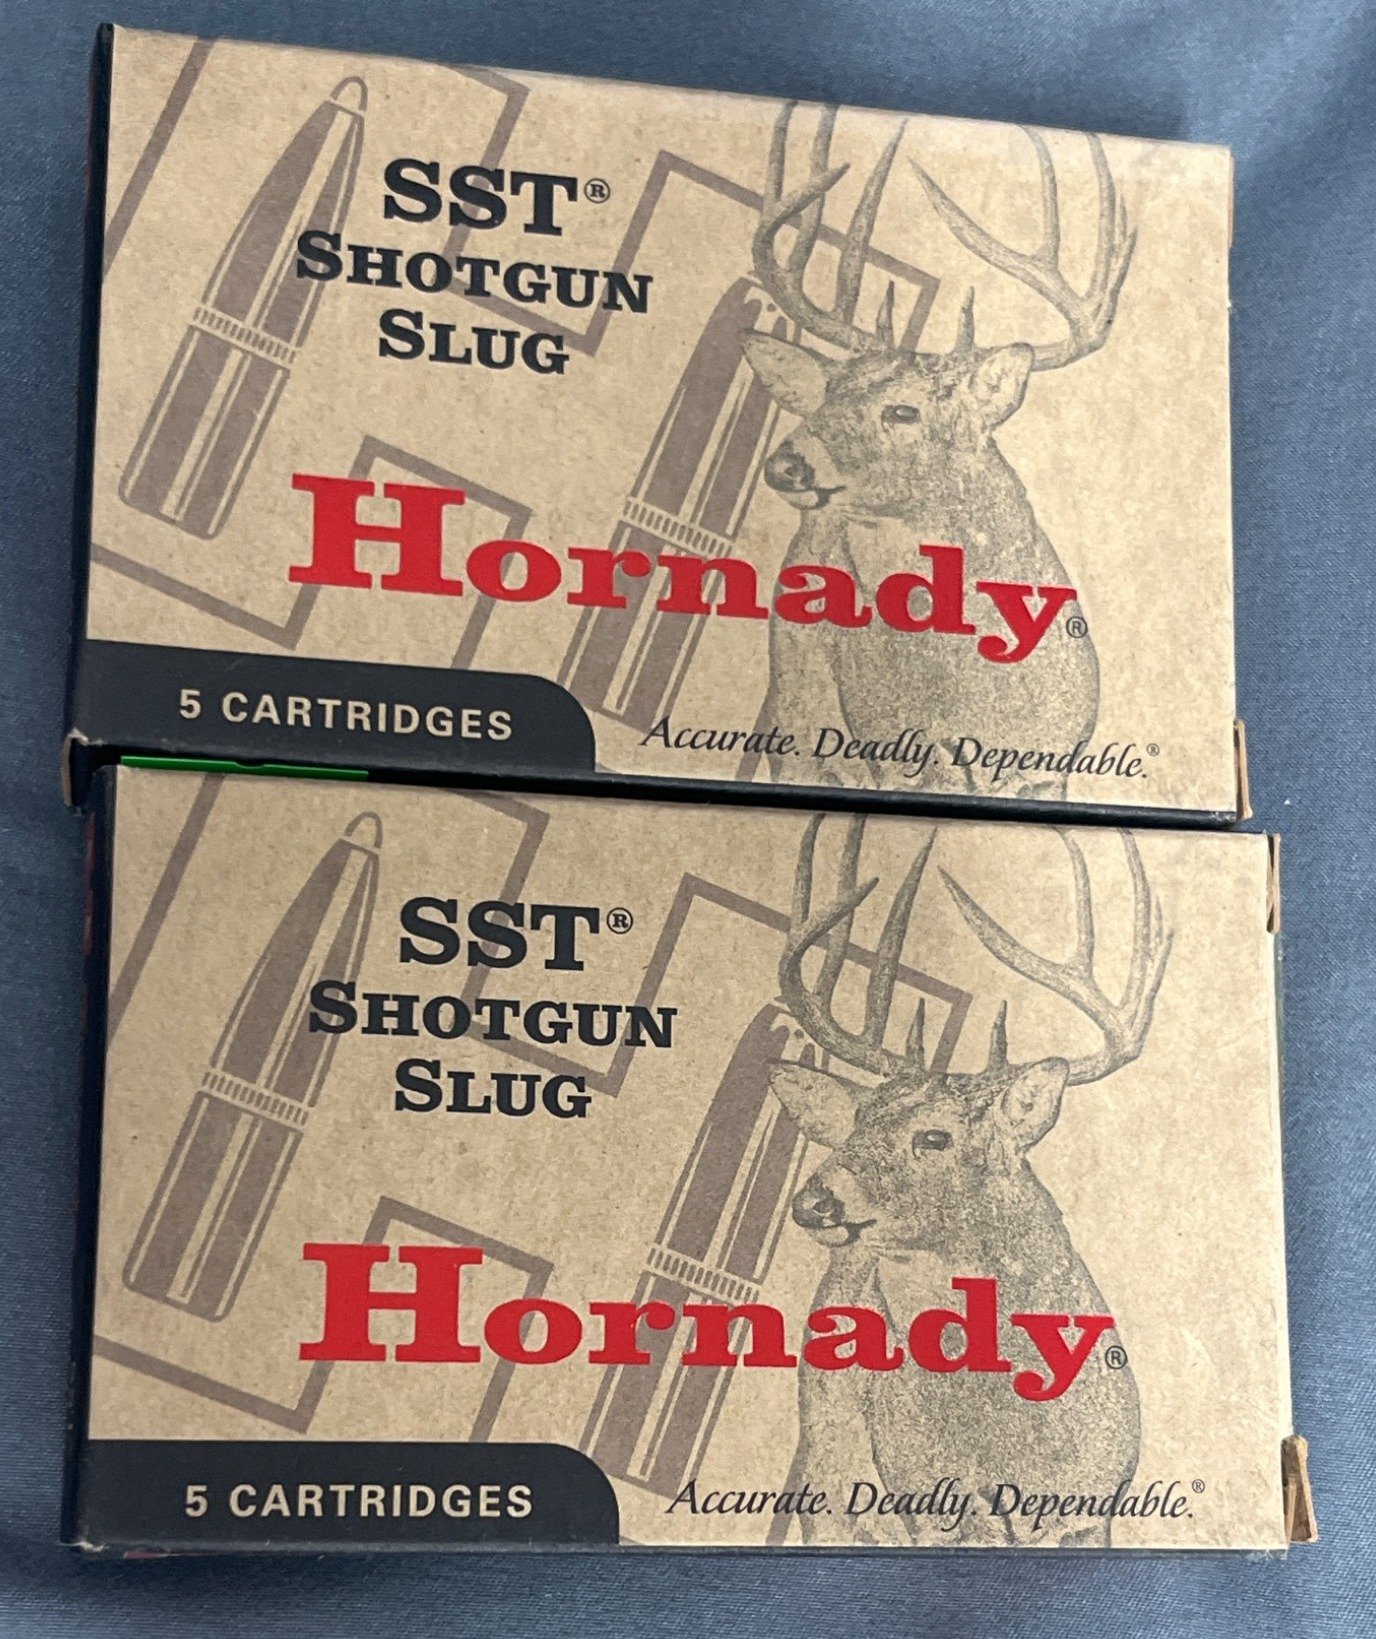 SST®
SHOTGUN
SLUG
Hornady®
5 CARTRIDGES
Accurate. Deadly. Dependable.®
SST®
SHOTGUN
SLUG
Hornady®
5 CARTRIDGES
Accurate. Deadly. Dependable.®